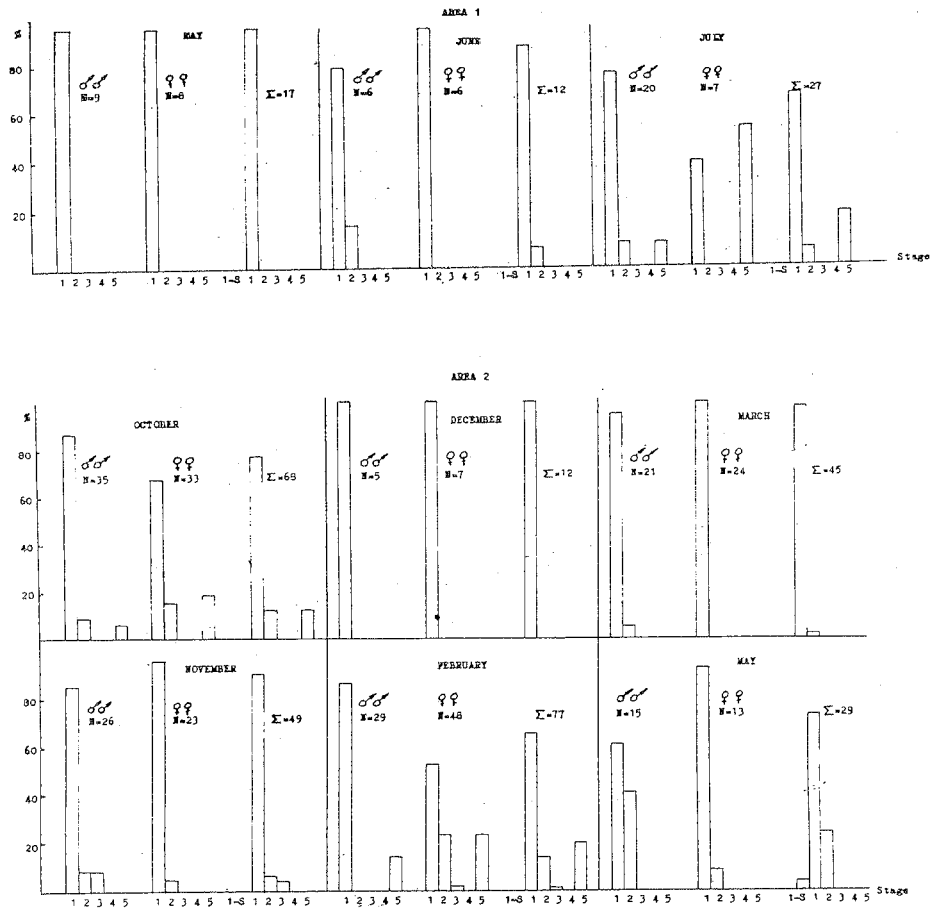 AREA 1
%
MAY
JUNE
JULY
80
60
40
20
♂♂
N=9
♀♀
N=8
Σ=17
♂♂
N=6
♀♀
N=6
Σ=12
♂♂
N=20
♀♀
N=7
Σ=27
1 2 3 4 5
1 2 3 4 5
1-S 1 2 3 4 5
1 2 3 4 5
1 2 3 4 5
1 2 3 4 5
1 2 3 4 5
1 2 3 4 5
1-S 1 2 3 4 5
Stage
AREA 2
%
OCTOBER
DECEMBER
MARCH
80
60
40
20
♂♂
N=35
♀♀
N=33
Σ=68
♂♂
N=5
♀♀
N=7
Σ=12
♂♂
N=21
♀♀
N=24
Σ=45
NOVEMBER
FEBRUARY
MAY
80
60
40
20
♂♂
N=26
♀♀
N=23
Σ=49
♂♂
N=29
♀♀
N=48
Σ=77
♂♂
N=15
♀♀
N=13
Σ=29
1 2 3 4 5
1 2 3 4 5
1-S 1 2 3 4 5
1 2 3 4 5
1 2 3 4 5
1-S 1 2 3 4 5
1 2 3 4 5
1 2 3 4 5
1-S 1 2 3 4 5
Stage